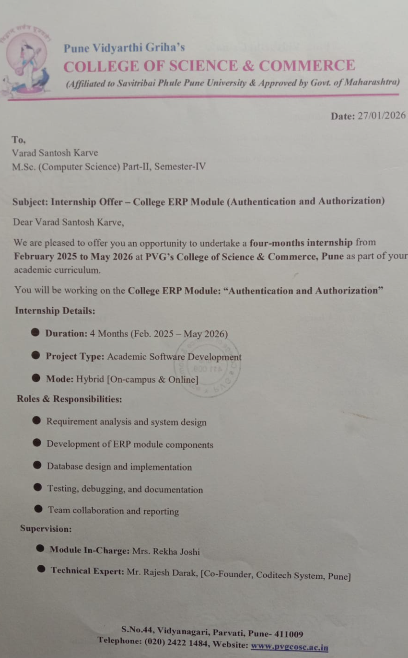 Pune Vidyarthi Griha's
COLLEGE OF SCIENCE & COMMERCE
(Affiliated to Savitribai Phule Pune University & Approved by Govt. of Maharashtra)
Date: 27/01/2026
To,
Varad Santosh Karve
M.Sc. (Computer Science) Part-II, Semester-IV
Subject: Internship Offer – College ERP Module (Authentication and Authorization)
Dear Varad Santosh Karve,
We are pleased to offer you an opportunity to undertake a four-months internship from
February 2025 to May 2026 at PVG's College of Science & Commerce, Pune as part of your
academic curriculum.
You will be working on the College ERP Module: "Authentication and Authorization"
Internship Details:
● Duration: 4 Months (Feb. 2025 – May 2026)
● Project Type: Academic Software Development
● Mode: Hybrid [On-campus & Online]
Roles & Responsibilities:
● Requirement analysis and system design
● Development of ERP module components
● Database design and implementation
● Testing, debugging, and documentation
● Team collaboration and reporting
Supervision:
● Module In-Charge: Mrs. Rekha Joshi
● Technical Expert: Mr. Rajesh Darak, [Co-Founder, Coditech System, Pune]
S.No.44, Vidyanagari, Parvati, Pune- 411009
Telephone: (020) 2422 1484, Website: www.pvgcosc.ac.in